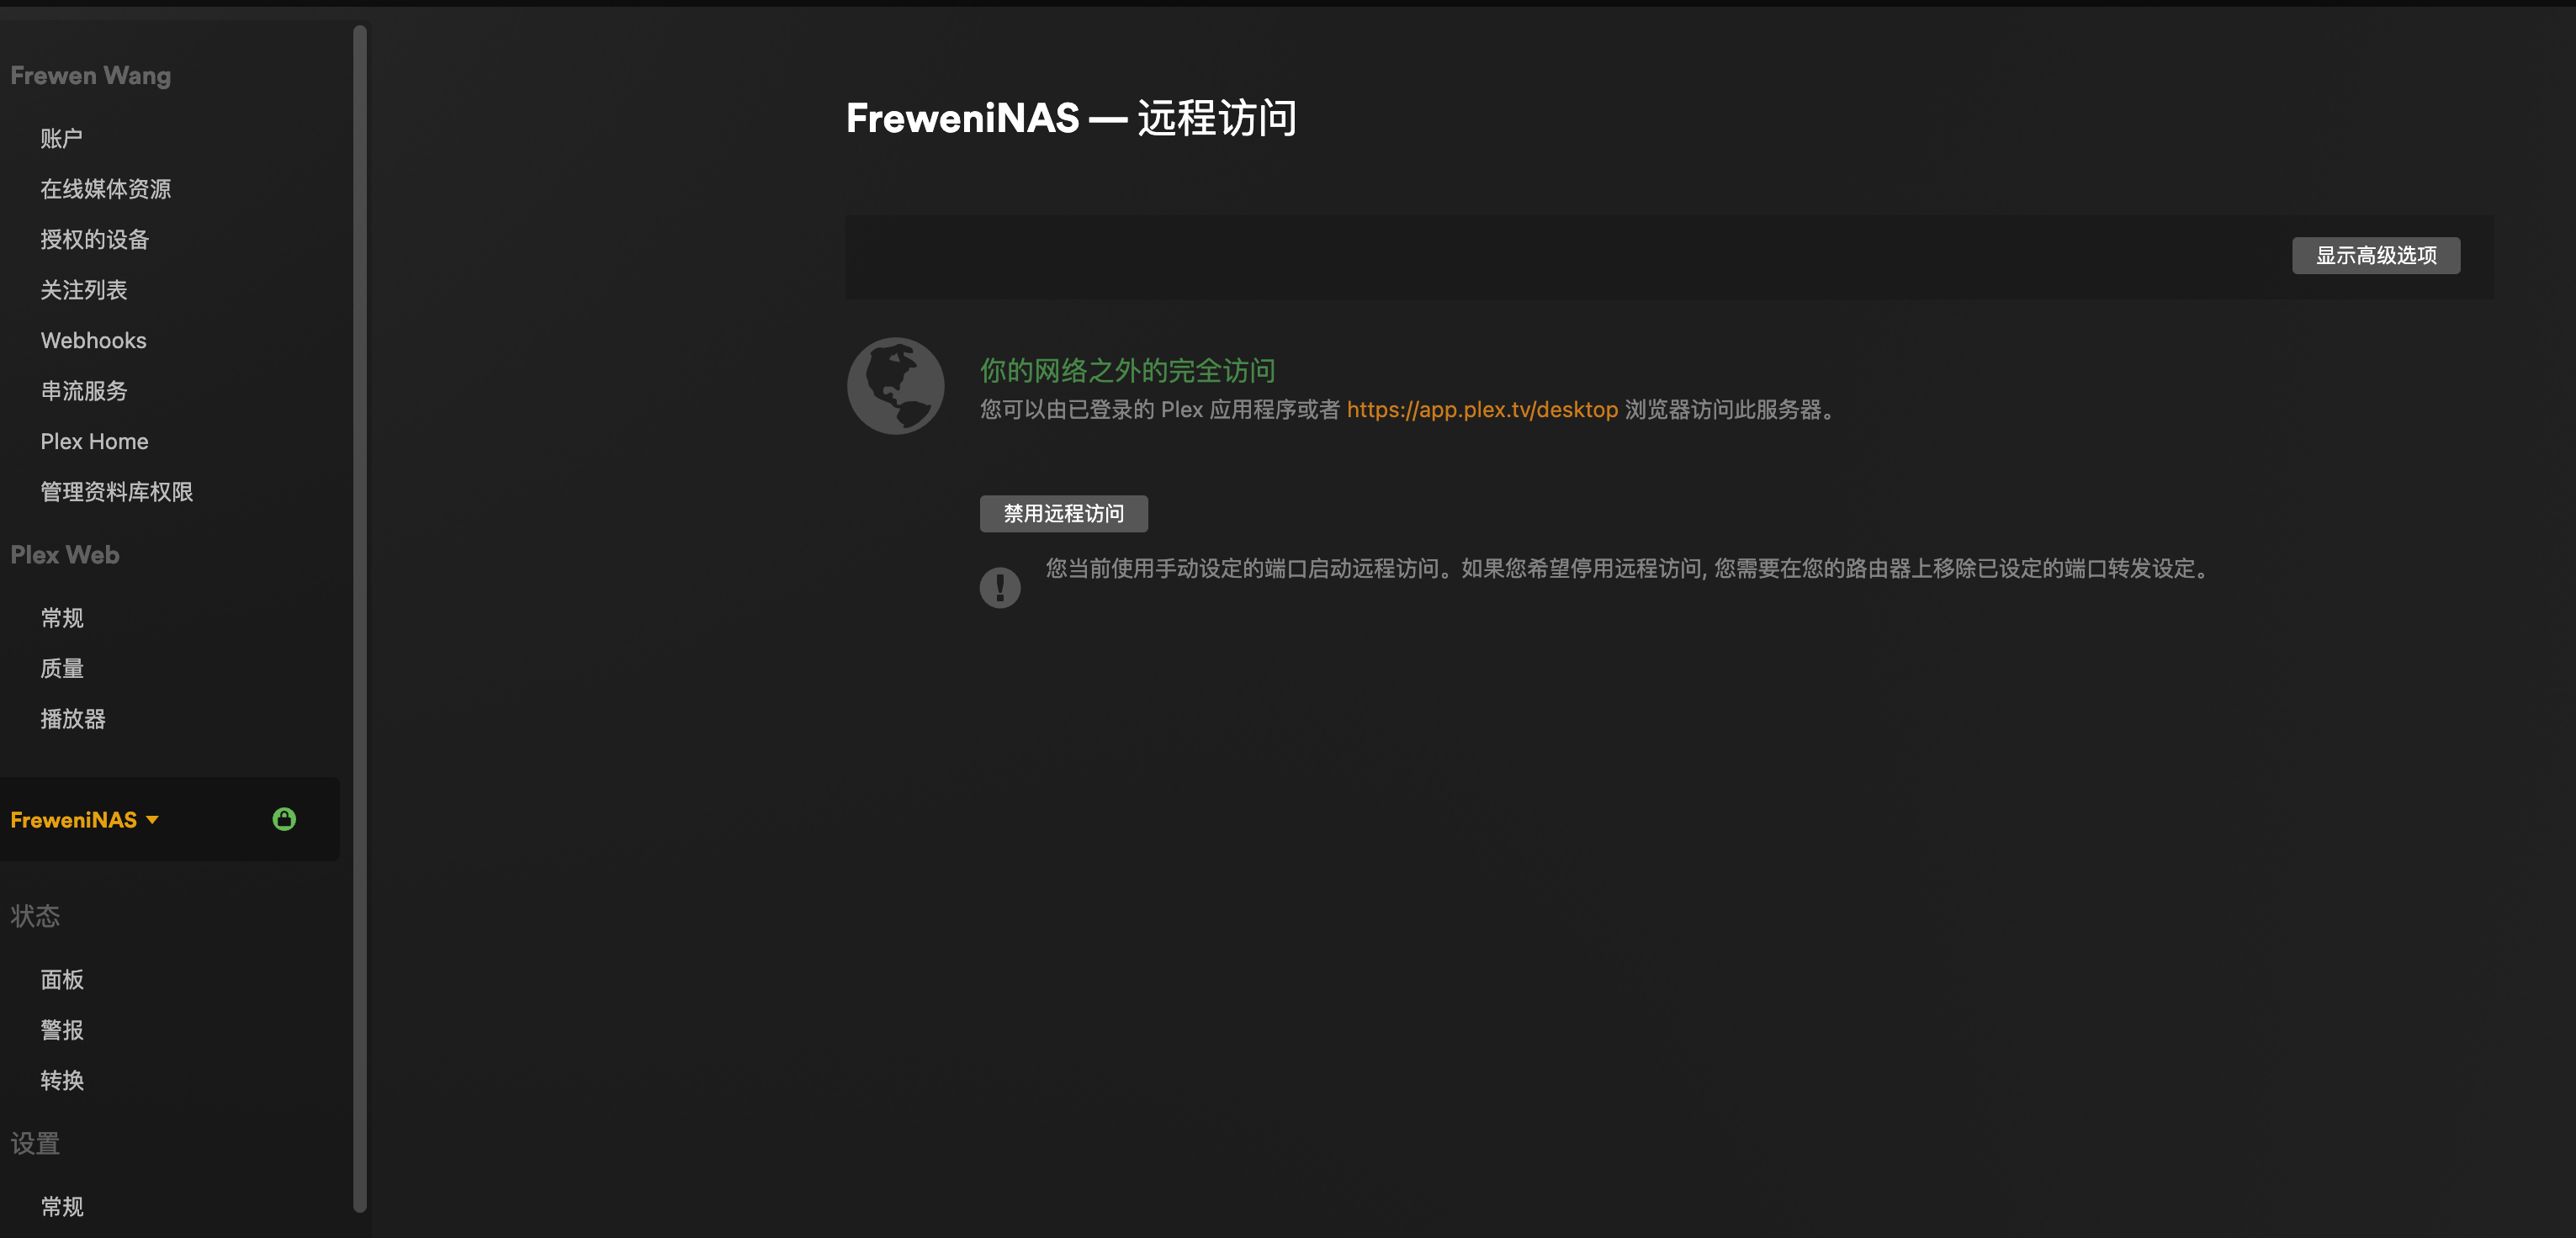 Frewen Wang
账户
在线媒体资源
授权的设备
关注列表
Webhooks
串流服务
Plex Home
管理资料库权限
Plex Web
常规
质量
播放器
FreweniNAS
状态
面板
警报
转换
设置
常规
FreweniNAS — 远程访问
显示高级选项
你的网络之外的完全访问
您可以由已登录的 Plex 应用程序或者 https://app.plex.tv/desktop 浏览器访问此服务器。
禁用远程访问
您当前使用手动设定的端口启动远程访问。如果您希望停用远程访问, 您需要在您的路由器上移除已设定的端口转发设定。